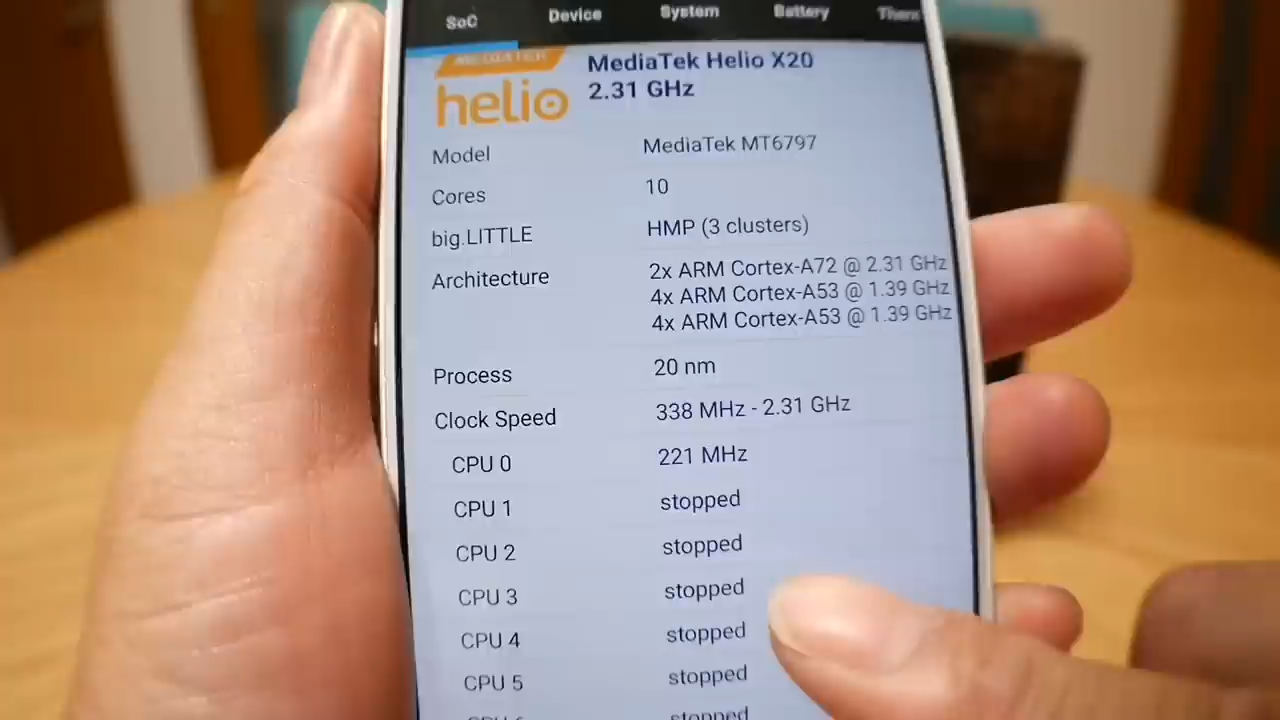 SoC Device System Battery
MEDIATEK
helio
MediaTek Helio X20
2.31 GHz
Model MediaTek MT6797
Cores 10
big.LITTLE HMP (3 clusters)
Architecture 2x ARM Cortex-A72 @ 2.31 GHz
4x ARM Cortex-A53 @ 1.39 GHz
4x ARM Cortex-A53 @ 1.39 GHz
Process 20 nm
Clock Speed 338 MHz - 2.31 GHz
CPU 0 221 MHz
CPU 1 stopped
CPU 2 stopped
CPU 3 stopped
CPU 4 stopped
CPU 5 stopped
stopped